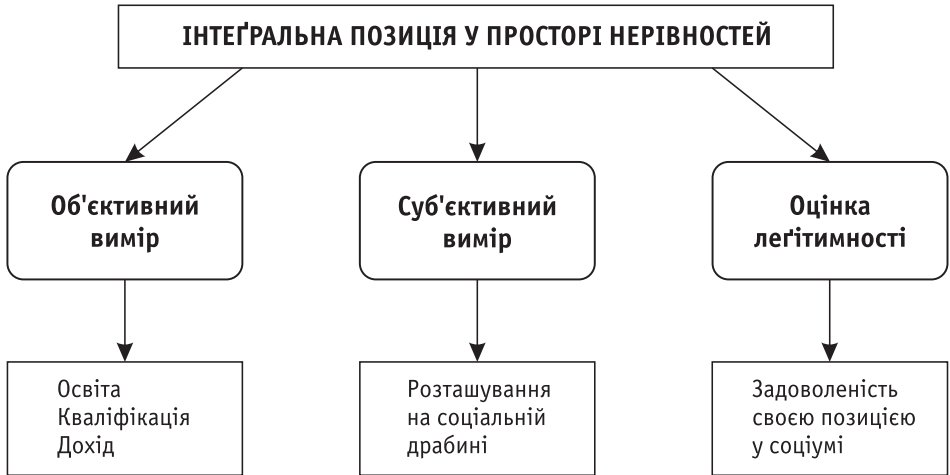 ІНТЕҐРАЛЬНА ПОЗИЦІЯ У ПРОСТОРІ НЕРІВНОСТЕЙ
Об'єктивний
вимір
Суб'єктивний
вимір
Оцінка
леґітимності
Освіта
Кваліфікація
Дохід
Розташування
на соціальній
драбині
Задоволеність
своєю позицією
у соціумі